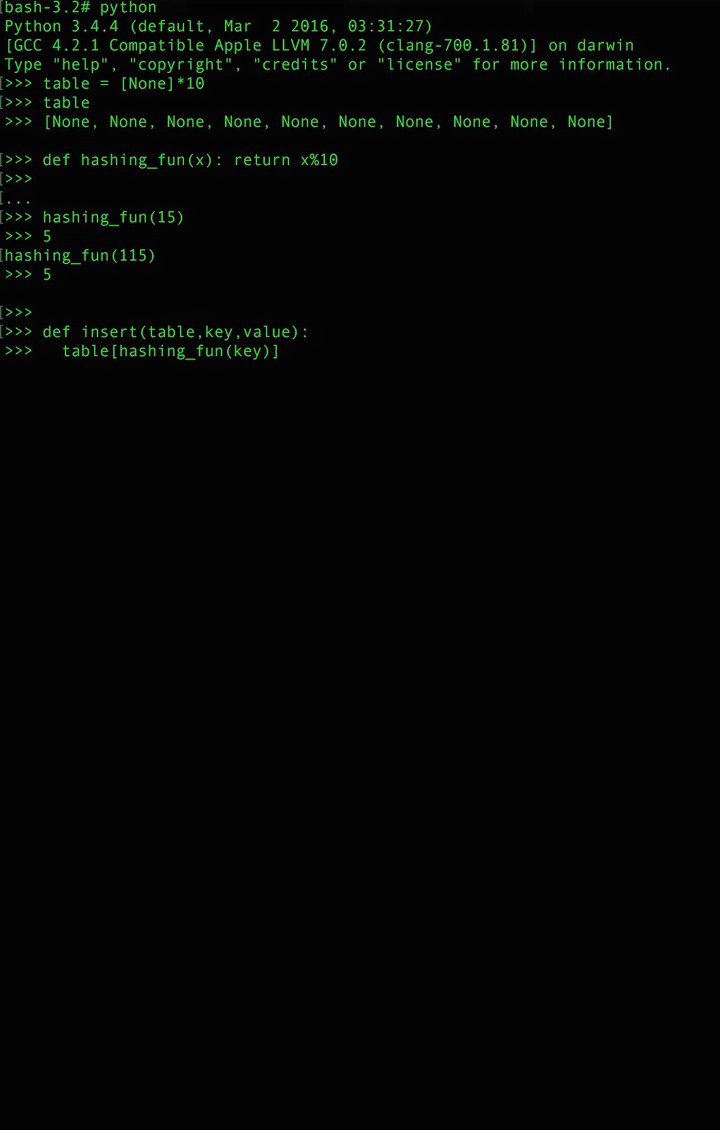 [bash-3.2# python
Python 3.4.4 (default, Mar  2 2016, 03:31:27)
[GCC 4.2.1 Compatible Apple LLVM 7.0.2 (clang-700.1.81)] on darwin
Type "help", "copyright", "credits" or "license" for more information.
[>>> table = [None]*10
[>>> table
>>> [None, None, None, None, None, None, None, None, None, None]
[>>> def hashing_fun(x): return x%10
[>>>
[...
[>>> hashing_fun(15)
>>> 5
[hashing_fun(115)
>>> 5
[>>>
[>>> def insert(table,key,value):
>>>   table[hashing_fun(key)]